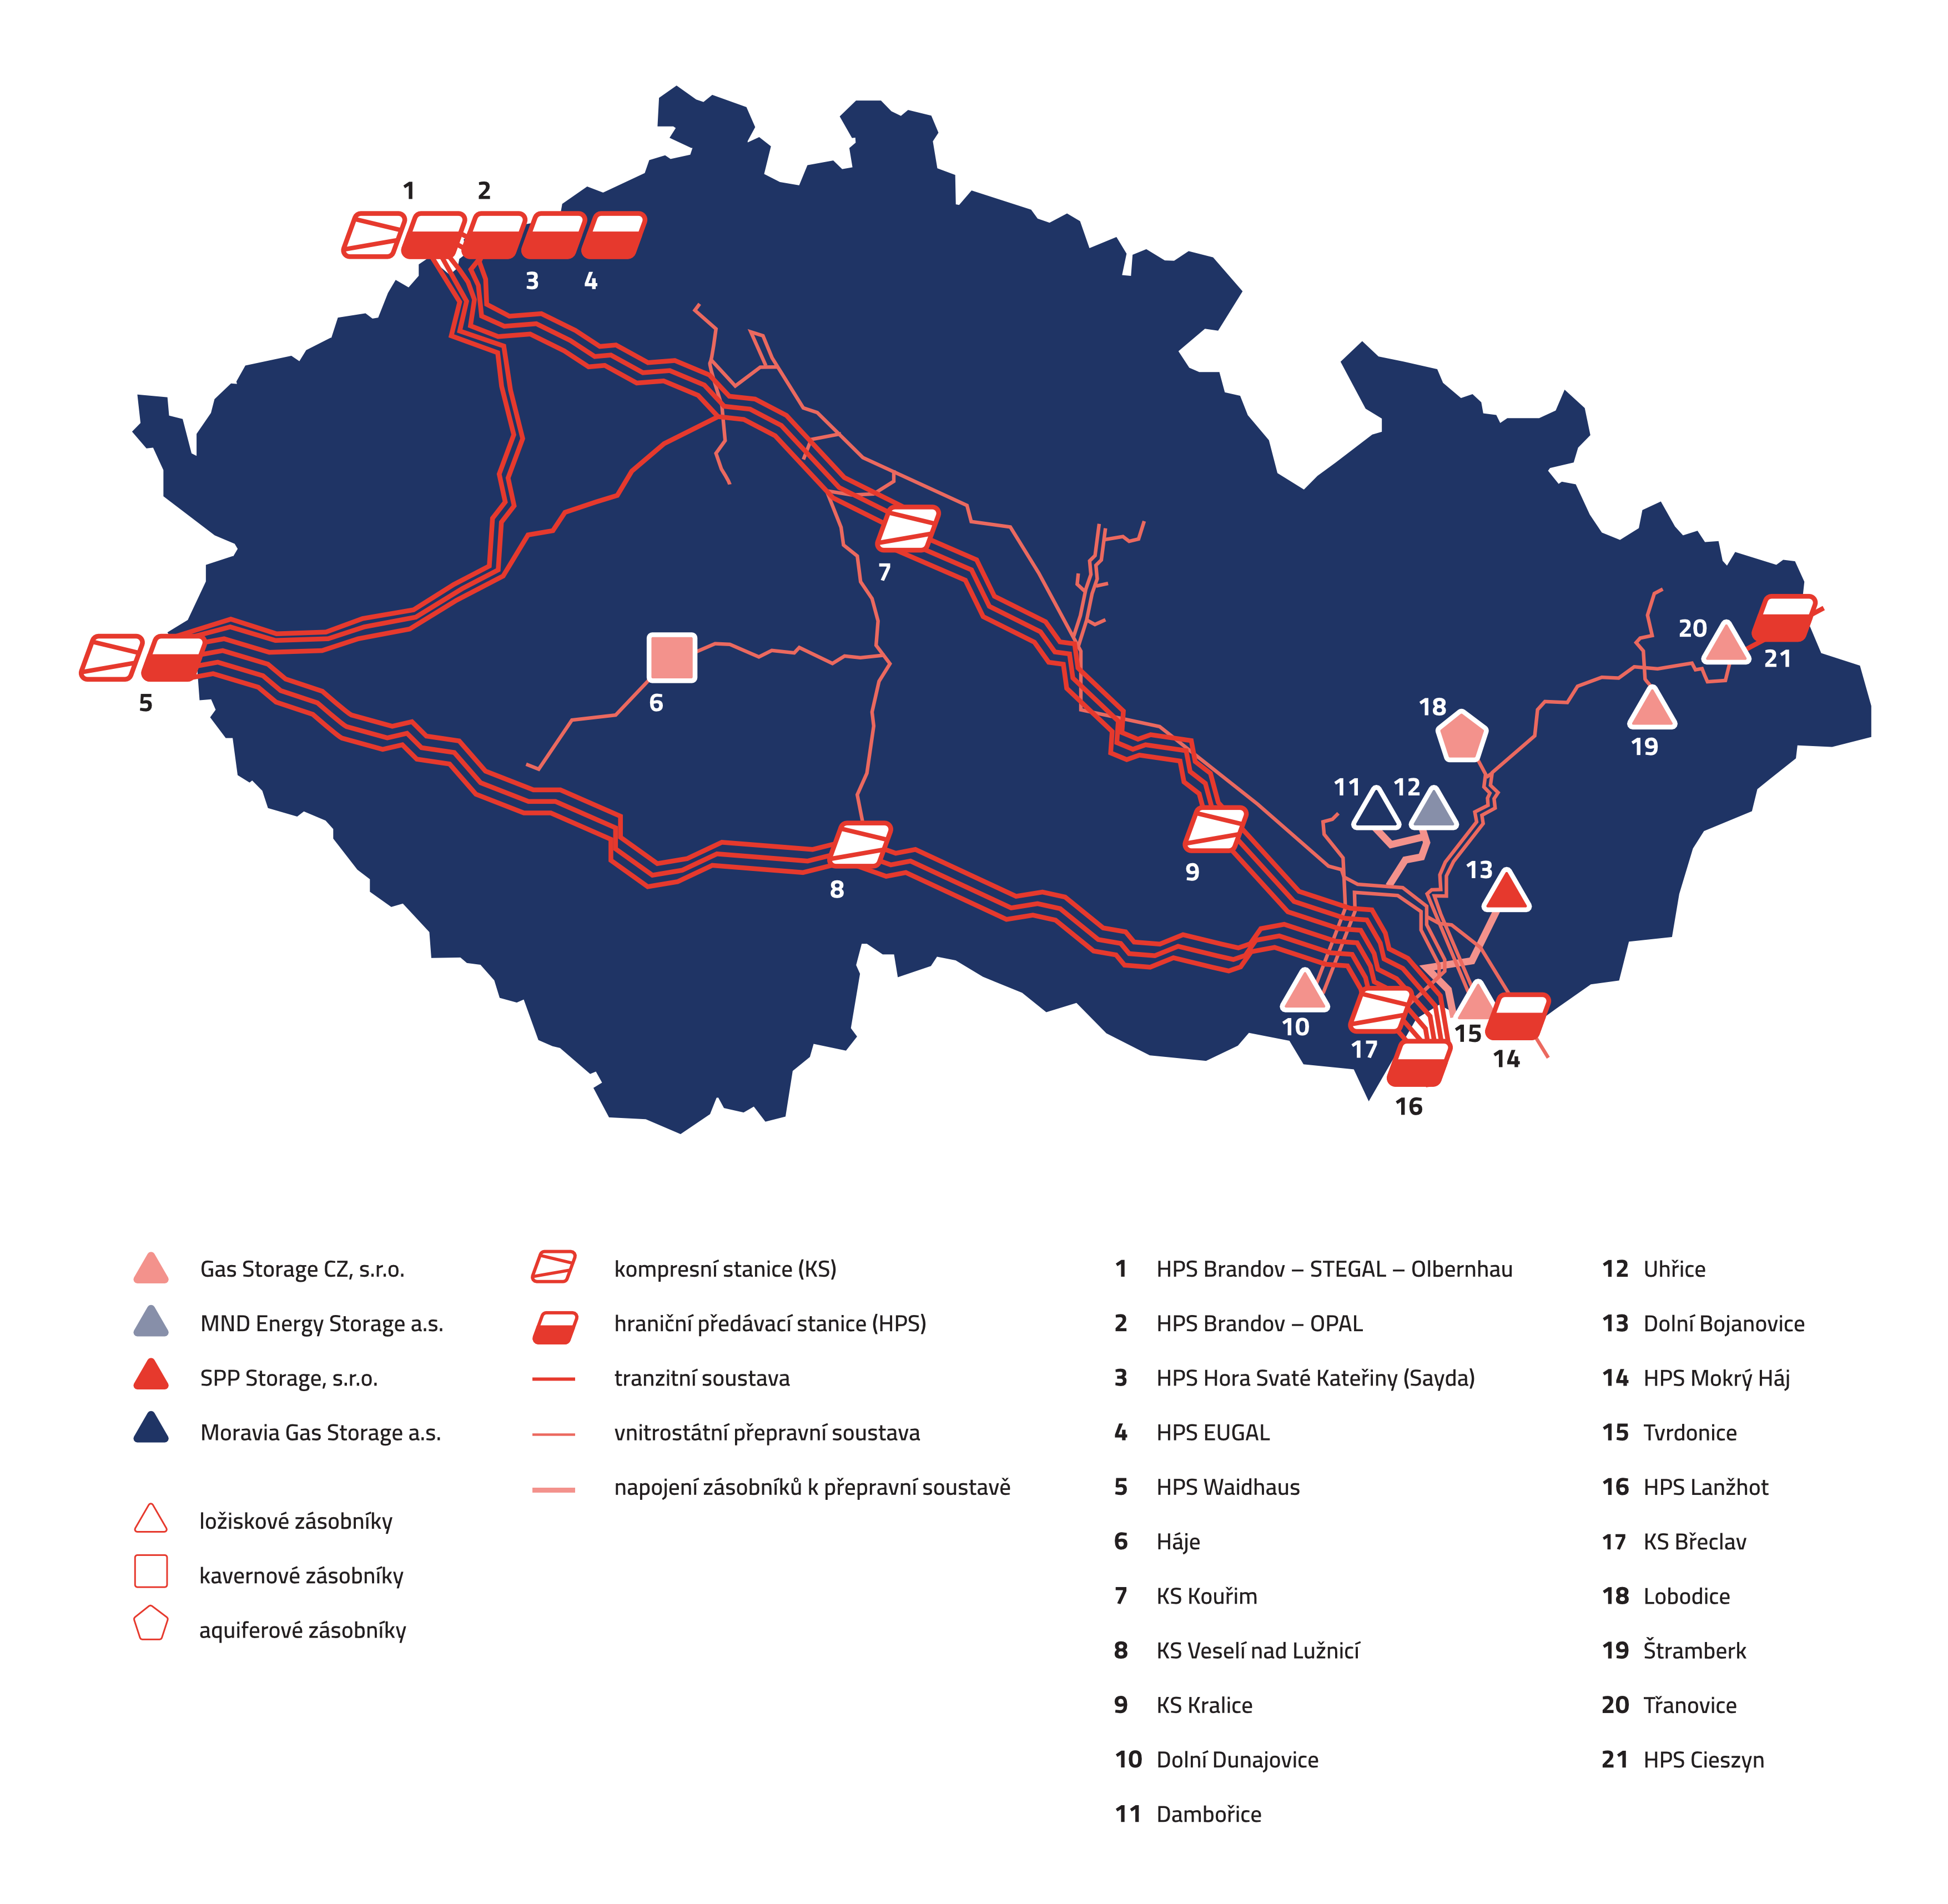 1
2
3
4
5
6
7
8
9
10
11
12
13
14
15
16
17
18
19
20
21
Gas Storage CZ, s.r.o.
MND Energy Storage a.s.
SPP Storage, s.r.o.
Moravia Gas Storage a.s.
ložiskové zásobníky
kavernové zásobníky
aquiferové zásobníky
kompresní stanice (KS)
hraniční předávací stanice (HPS)
tranzitní soustava
vnitrostátní přepravní soustava
napojení zásobníků k přepravní soustavě
1 HPS Brandov – STEGAL – Olbernhau
2 HPS Brandov – OPAL
3 HPS Hora Svaté Kateřiny (Sayda)
4 HPS EUGAL
5 HPS Waidhaus
6 Háje
7 KS Kouřim
8 KS Veselí nad Lužnicí
9 KS Kralice
10 Dolní Dunajovice
11 Dambořice
12 Uhřice
13 Dolní Bojanovice
14 HPS Mokrý Háj
15 Tvrdonice
16 HPS Lanžhot
17 KS Břeclav
18 Lobodice
19 Štramberk
20 Třanovice
21 HPS Cieszyn